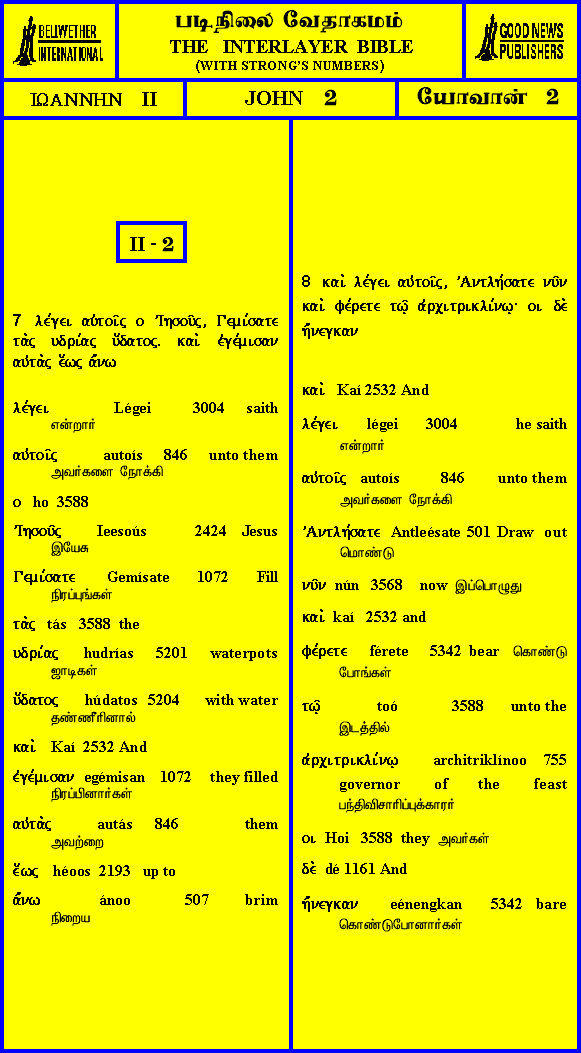 BELLWETHER
INTERNATIONAL
படிநிலை வேதாகமம்
THE INTERLAYER BIBLE
(WITH STRONG'S NUMBERS)
GOOD NEWS
PUBLISHERS
ΙΩΑΝΝΗΝ II
JOHN 2
யோவான் 2
II - 2
7 λέγει αὐτοῖς ο Ἰησοῦς, Γεμίσατε
τὰς υδρίας ὕδατος. καὶ ἐγέμισαν
αὐτὰς ἕως ἄνω
λέγει Légei 3004 saith
என்றார்
αὐτοῖς autoís 846 unto them
அவர்களை நோக்கி
ο ho 3588
Ἰησοῦς Ieesoús 2424 Jesus
இயேசு
Γεμίσατε Gemísate 1072 Fill
நிரப்புங்கள்
τὰς tás 3588 the
υδρίας hudrías 5201 waterpots
ஜாடிகள்
ὕδατος húdatos 5204 with water
தண்ணீரினால்
καὶ Kaí 2532 And
ἐγέμισαν egémisan 1072 they filled
நிரப்பினார்கள்
αὐτὰς autás 846 them
அவற்றை
ἕως héoos 2193 up to
ἄνω ánoo 507 brim
நிறைய
8 καὶ λέγει αὐτοῖς, Ἀντλήσατε νῦν
καὶ φέρετε τῷ ἀρχιτρικλίνῳ· οι δὲ
ἤνεγκαν
καὶ Kaí 2532 And
λέγει légei 3004 he saith
என்றார்
αὐτοῖς autoís 846 unto them
அவர்களை நோக்கி
Ἀντλήσατε Antleésate 501 Draw out
மொண்டு
νῦν nún 3568 now இப்பொழுது
καὶ kaí 2532 and
φέρετε férete 5342 bear கொண்டு
போங்கள்
τῷ toó 3588 unto the
இடத்தில்
ἀρχιτρικλίνῳ architriklínoo 755
governor of the feast
பந்திவிசாரிப்புக்காரர்
οι Hoi 3588 they அவர்கள்
δὲ dé 1161 And
ἤνεγκαν eénengkan 5342 bare
கொண்டுபோனார்கள்